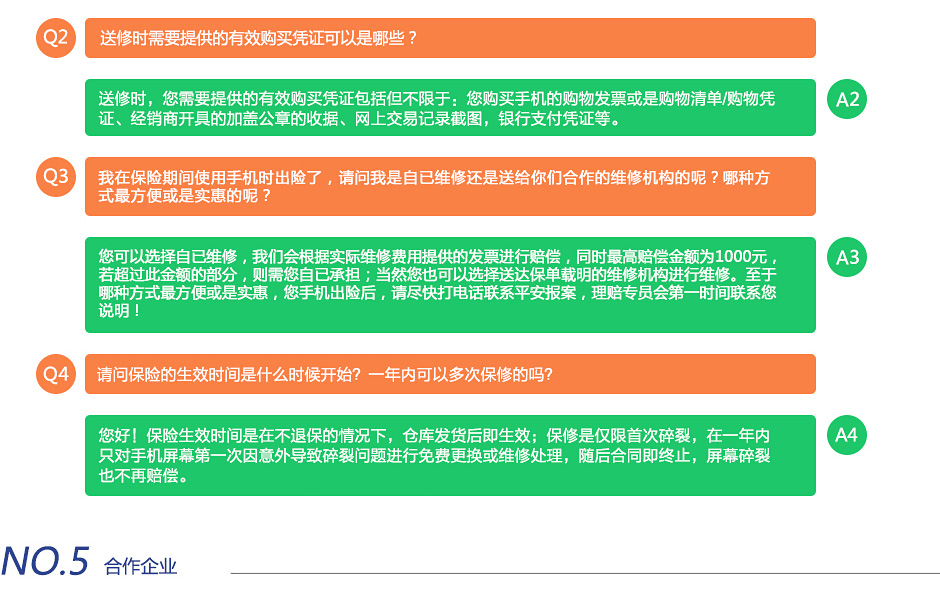 Q2
送修时需要提供的有效购买凭证可以是哪些？
送修时，您需要提供的有效购买凭证包括但不限于：您购买手机的购物发票或是购物清单/购物凭
证、经销商开具的加盖公章的收据、网上交易记录截图，银行支付凭证等。
A2
Q3
我在保险期间使用手机时出险了，请问我是自已维修还是送给你们合作的维修机构的呢？哪种方
式最方便或是实惠的呢？
您可以选择自已维修，我们会根据实际维修费用提供的发票进行赔偿，同时最高赔偿金额为1000元，
若超过此金额的部分，则需您自已承担；当然您也可以选择送达保单载明的维修机构进行维修。至于
哪种方式最方便或是实惠，您手机出险后，请尽快打电话联系平安报案，理赔专员会第一时间联系您
说明！
A3
Q4
请问保险的生效时间是什么时候开始？一年内可以多次保修的吗?
您好！保险生效时间是在不退保的情况下，仓库发货后即生效；保修是仅限首次碎裂，在一年内
只对手机屏幕第一次因意外导致碎裂问题进行免费更换或维修处理，随后合同即终止，屏幕碎裂
也不再赔偿。
A4
NO.5 合作企业